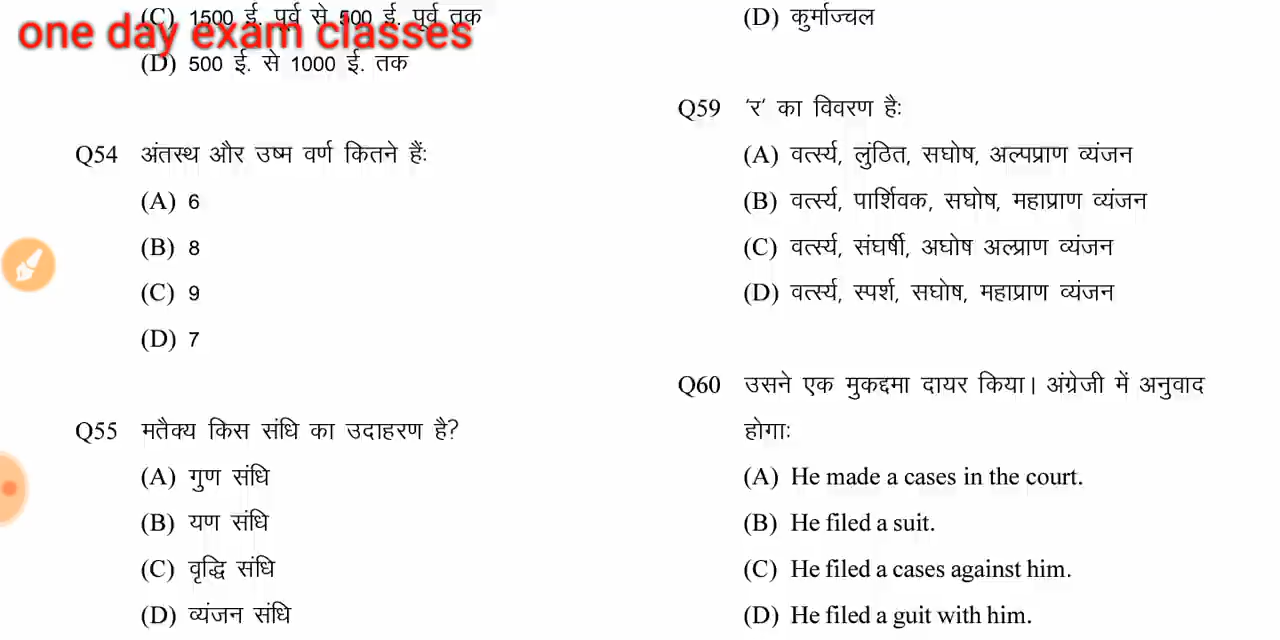 (C) 1500 ई. पूर्व से 500 ई. पूर्व तक
one day exam classes
(D) 500 ई. से 1000 ई. तक
Q54 अंतस्थ और उष्म वर्ण कितने हैं:
(A) 6
(B) 8
(C) 9
(D) 7
Q55 मतैक्य किस संधि का उदाहरण है?
(A) गुण संधि
(B) यण संधि
(C) वृद्धि संधि
(D) व्यंजन संधि
(D) कुर्माज्चल
Q59 ‘र’ का विवरण है:
(A) वर्त्स्य, लुंठित, सघोष, अल्पप्राण व्यंजन
(B) वर्त्स्य, पार्शिवक, सघोष, महाप्राण व्यंजन
(C) वर्त्स्य, संघर्षी, अघोष अल्प्राण व्यंजन
(D) वर्त्स्य, स्पर्श, सघोष, महाप्राण व्यंजन
Q60 उसने एक मुकद्दमा दायर किया। अंग्रेजी में अनुवाद
होगा:
(A) He made a cases in the court.
(B) He filed a suit.
(C) He filed a cases against him.
(D) He filed a guit with him.